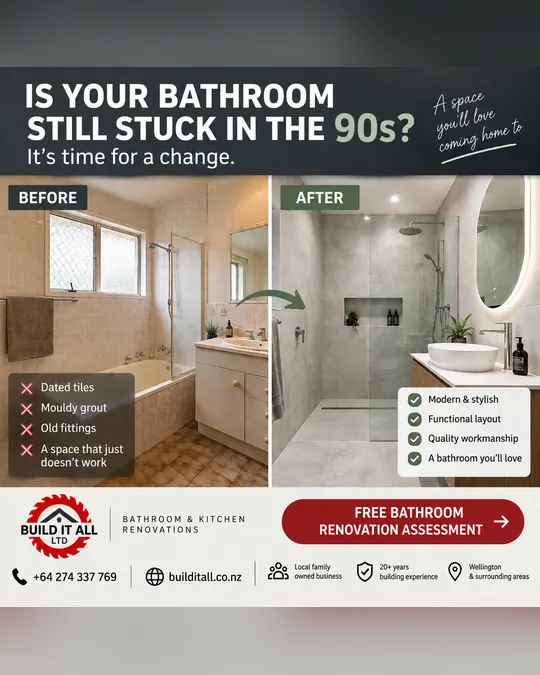 IS YOUR BATHROOM
STILL STUCK IN THE 90s?
It's time for a change.
A space
you'll love
coming home to
BEFORE
AFTER
Dated tiles
Mouldy grout
Old fittings
A space that just
doesn't work
Modern & stylish
Functional layout
Quality workmanship
A bathroom you'll love
BUILD IT ALL
LTD
BATHROOM & KITCHEN
RENOVATIONS
FREE BATHROOM
RENOVATION ASSESSMENT
+64 274 337 769
builditall.co.nz
Local family
owned business
20+ years
building experience
Wellington
& surrounding areas